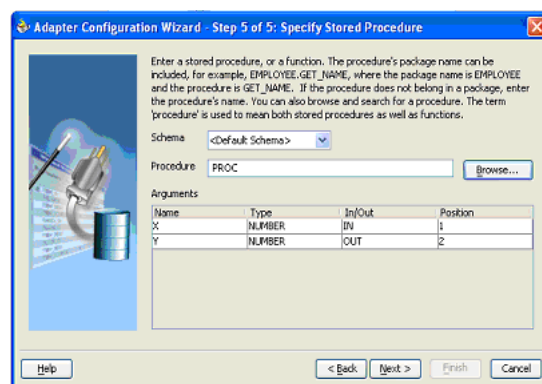 Adapter Configuration Wizard - Step 5 of 5: Specify Stored Procedure
Enter a stored procedure, or a function. The procedure's package name can be
included, for example, EMPLOYEE.GET_NAME, where the package name is EMPLOYEE
and the procedure is GET_NAME. If the procedure does not belong in a package, enter
the procedure's name. You can also browse and search for a procedure. The term
'procedure' is used to mean both stored procedures as well as functions.
Schema <Default Schema>
Procedure PROC Browse...
Arguments
Name Type In/Out Position
X NUMBER IN 1
Y NUMBER OUT 2
Help < Back Next > Finish Cancel